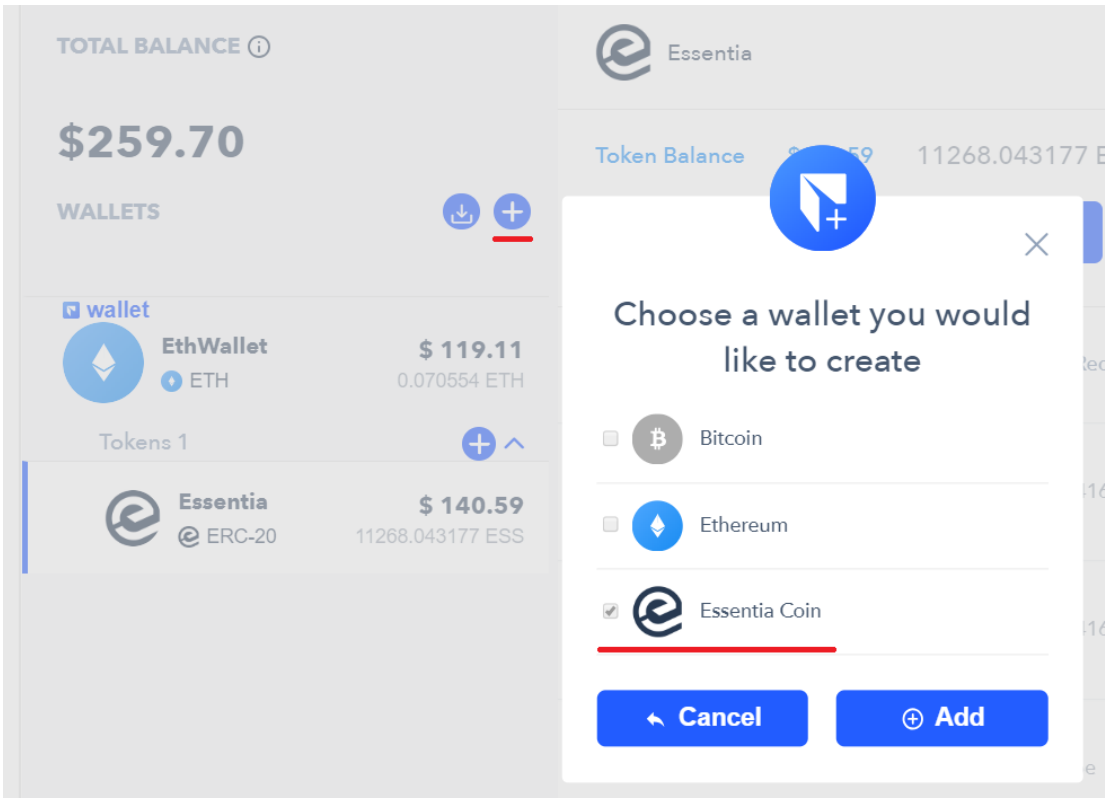 TOTAL BALANCE
$259.70
WALLETS
wallet
EthWallet
$ 119.11
ETH
0.070554 ETH
Tokens 1
Essentia
$ 140.59
ERC-20
11268.043177 ESS
Essentia
Token Balance
11268.043177 E
Choose a wallet you would
like to create
Bitcoin
Ethereum
Essentia Coin
Cancel
Add